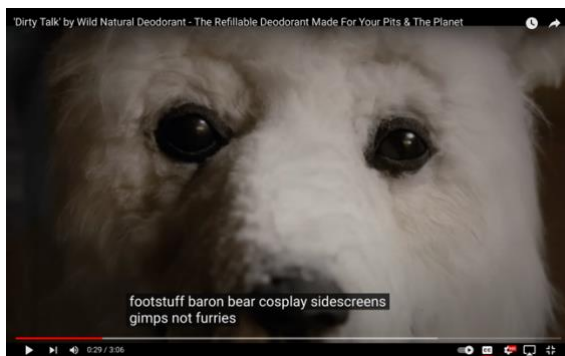 'Dirty Talk' by Wild Natural Deodorant - The Refillable Deodorant Made For Your Pits & The Planet
footstuff baron bear cosplay sidescreens
gimps not furries
0:29 / 3:06